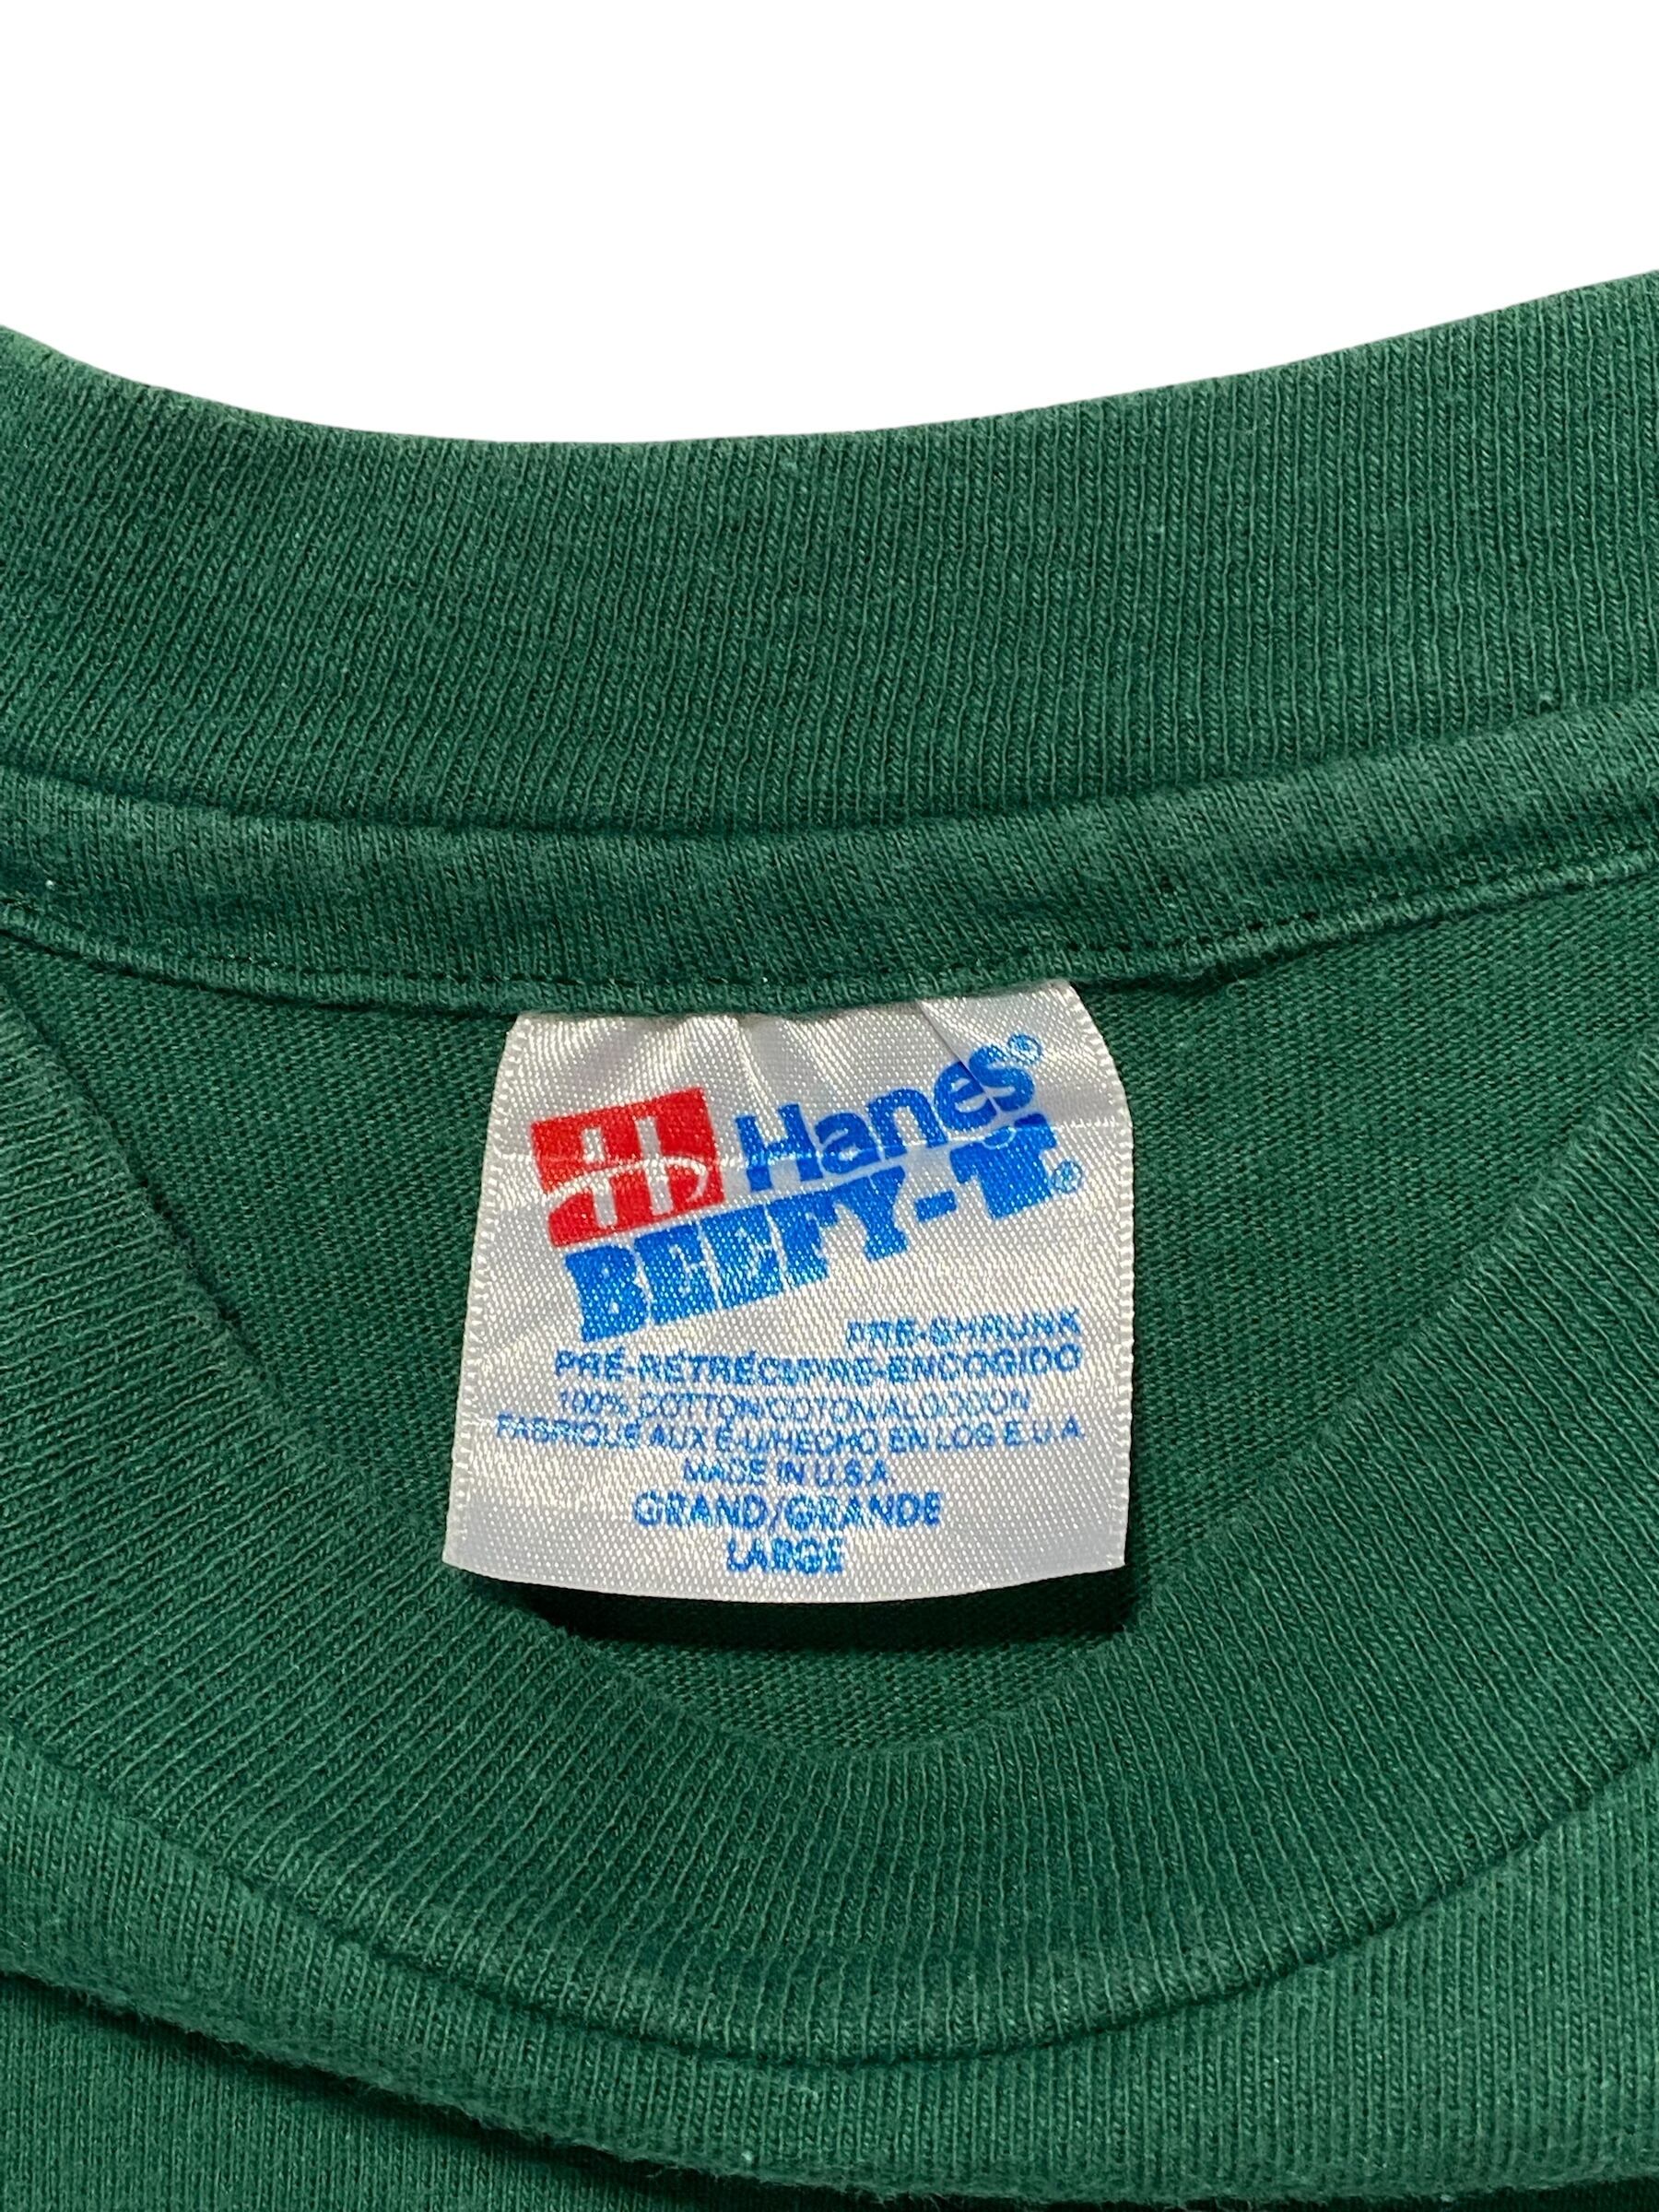 Hanes®
BEEFY-T®
PRE-SHRUNK
PRÉ-RÉTRÉCI/PRE-ENCOGIDO
100% COTTON/COTON/ALGODON
FABRIQUÉ AUX É-U/HECHO EN LOS E.U.A
MADE IN U.S.A
GRAND/GRANDE
LARGE